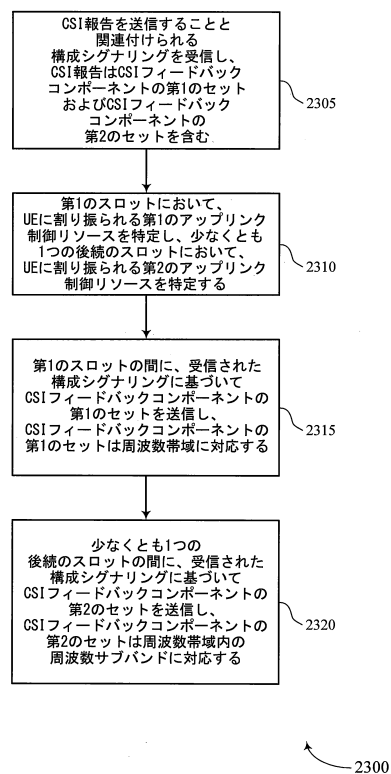 CSI報告を送信することと
関連付けられる
構成シグナリングを受信し、
CSI報告はCSIフィードバック
コンポーネントの第1のセット
およびCSIフィードバック
コンポーネントの
第2のセットを含む
2305
第1のスロットにおいて、
UEに割り振られる第1のアップリンク
制御リソースを特定し、少なくとも
1つの後続のスロットにおいて、
UEに割り振られる第2のアップリンク
制御リソースを特定する
2310
第1のスロットの間に、受信された
構成シグナリングに基づいて
CSIフィードバックコンポーネントの
第1のセットを送信し、
CSIフィードバックコンポーネントの
第1のセットは周波数帯域に対応する
2315
少なくとも1つの
後続のスロットの間に、受信された
構成シグナリングに基づいて
CSIフィードバックコンポーネントの
第2のセットを送信し、
CSIフィードバックコンポーネントの
第2のセットは周波数帯域内の
周波数サブバンドに対応する
2320
2300